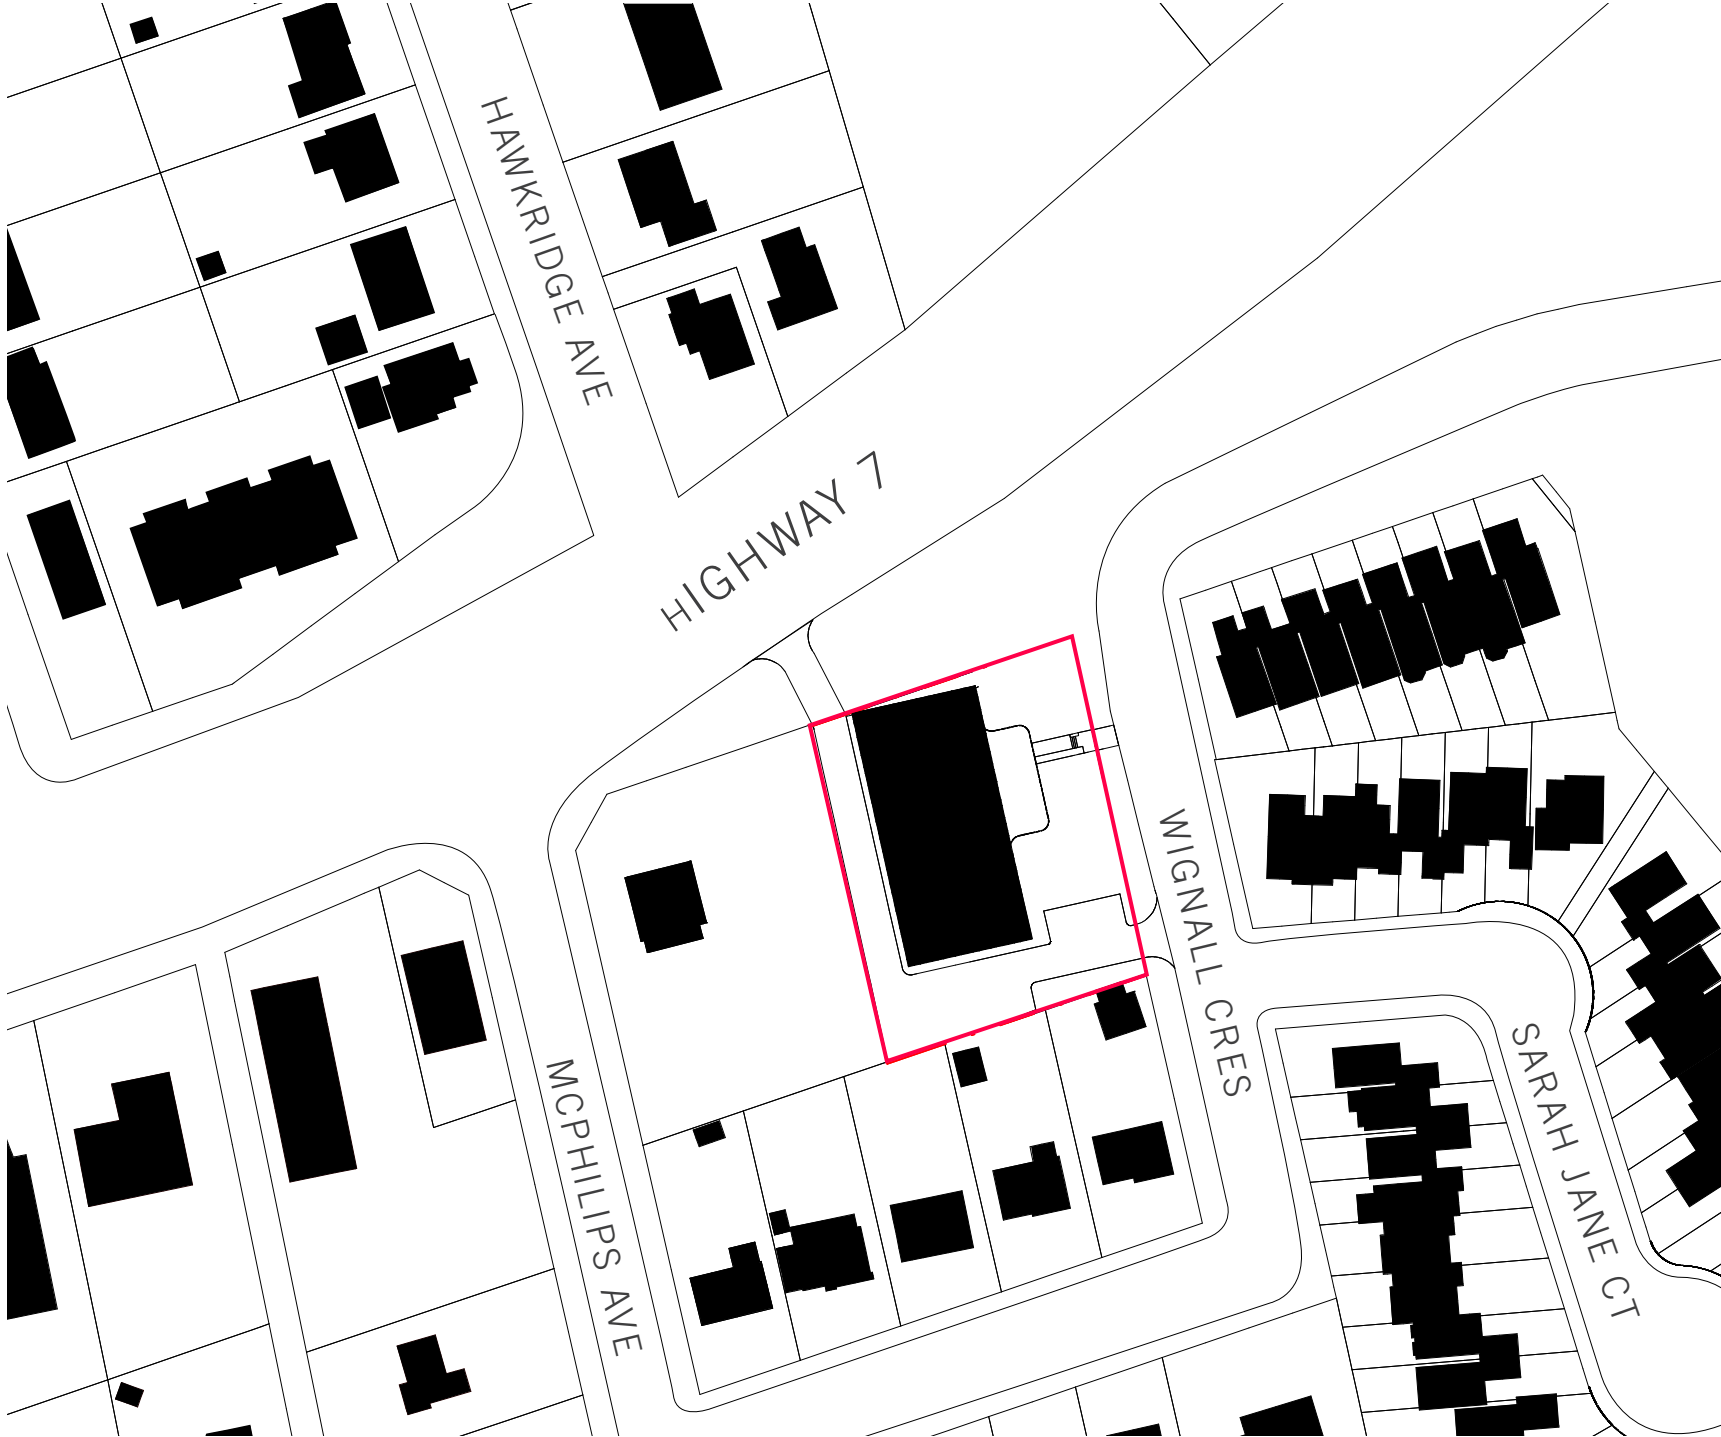 HAWKRIDGE AVE
HIGHWAY 7
WIGNALL CRES
SARAH JANE CT
MCPHILIPS AVE